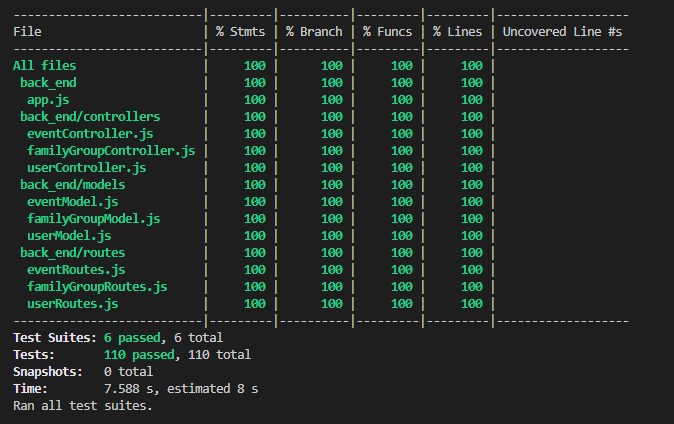 ---------------------------|---------|----------|---------|---------|-------------------
File                       | % Stmts | % Branch | % Funcs | % Lines | Uncovered Line #s
---------------------------|---------|----------|---------|---------|-------------------
All files                  |     100 |      100 |     100 |     100 |
 back_end                  |     100 |      100 |     100 |     100 |
  app.js                   |     100 |      100 |     100 |     100 |
 back_end/controllers      |     100 |      100 |     100 |     100 |
  eventController.js       |     100 |      100 |     100 |     100 |
  familyGroupController.js |     100 |      100 |     100 |     100 |
  userController.js        |     100 |      100 |     100 |     100 |
 back_end/models           |     100 |      100 |     100 |     100 |
  eventModel.js            |     100 |      100 |     100 |     100 |
  familyGroupModel.js      |     100 |      100 |     100 |     100 |
  userModel.js             |     100 |      100 |     100 |     100 |
 back_end/routes           |     100 |      100 |     100 |     100 |
  eventRoutes.js           |     100 |      100 |     100 |     100 |
  familyGroupRoutes.js     |     100 |      100 |     100 |     100 |
  userRoutes.js            |     100 |      100 |     100 |     100 |
---------------------------|---------|----------|---------|---------|-------------------
Test Suites: 6 passed, 6 total
Tests:       110 passed, 110 total
Snapshots:   0 total
Time:        7.588 s, estimated 8 s
Ran all test suites.